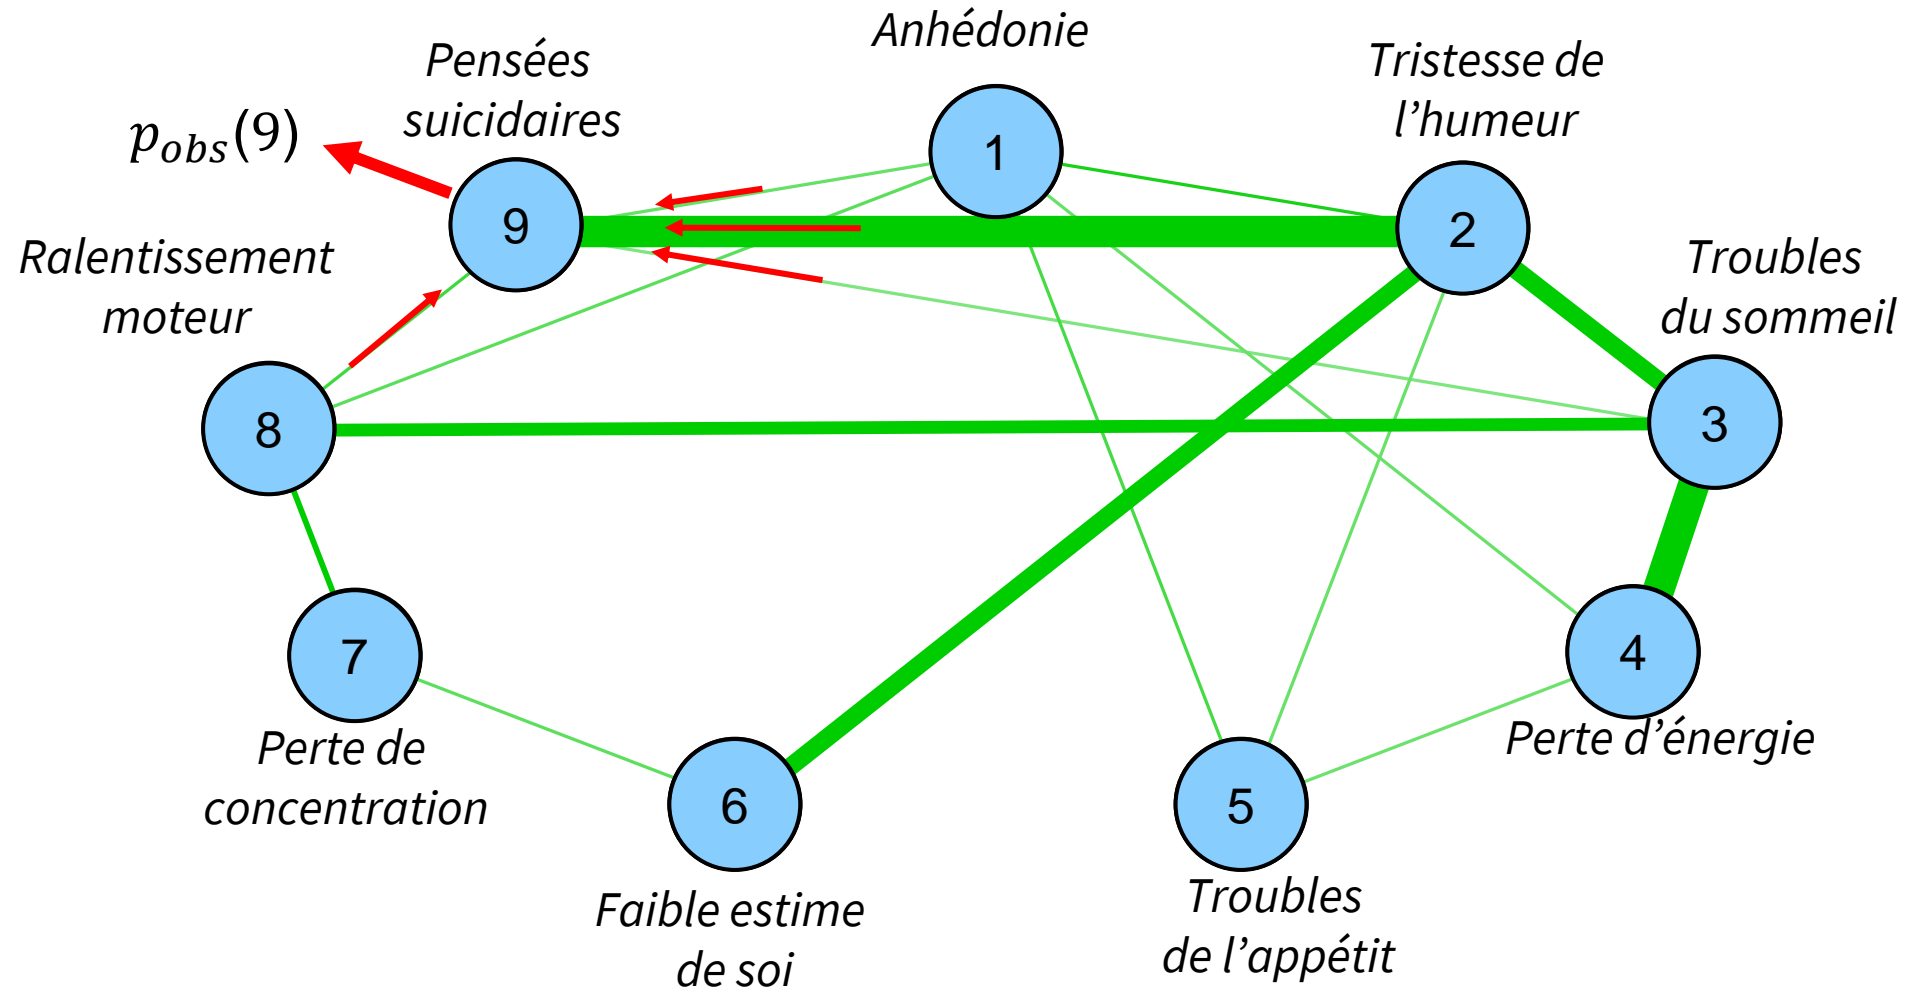 Anhédonie
Pensées
suicidaires
Tristesse de
l'humeur
p_obs(9)
1
9
2
Ralentissement
moteur
Troubles
du sommeil
8
3
7
4
Perte de
concentration
Perte d'énergie
6
5
Faible estime
de soi
Troubles
de l'appétit